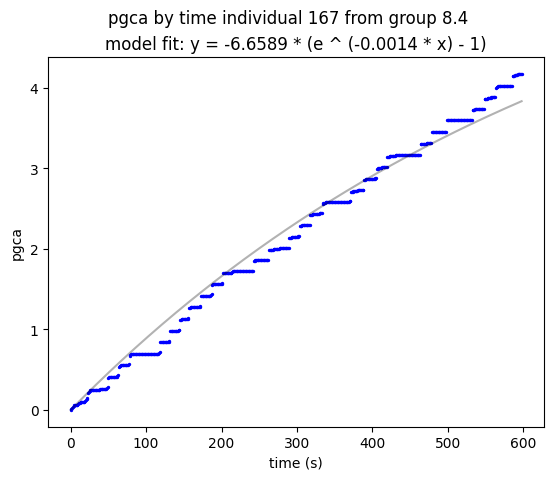 pgca by time individual 167 from group 8.4
model fit: y = -6.6589 * (e ^ (-0.0014 * x) - 1)
4
3
2
1
0
pgca
0 100 200 300 400 500 600
time (s)